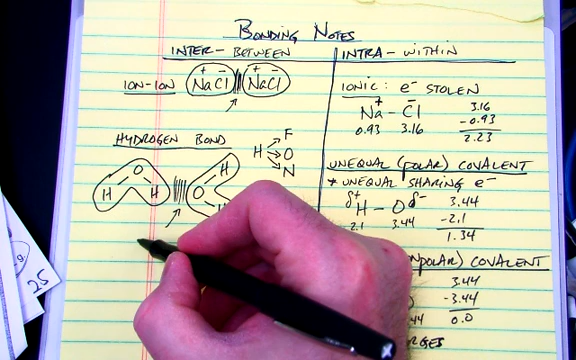 BONDING NOTES
INTER - BETWEEN
ION-ION
+ - + -
NaCl NaCl
HYDROGEN BOND
F
H O
N
O H
H H O
INTRA - WITHIN
IONIC: e⁻ STOLEN
+ -
Na - Cl
0.93 3.16
3.16
-0.93
2.23
UNEQUAL (POLAR) COVALENT
* UNEQUAL SHARING e⁻
δ+ H - O δ-
2.1 3.44
3.44
-2.1
1.34
POLAR) COVALENT
3.44
-3.44
0.0
25